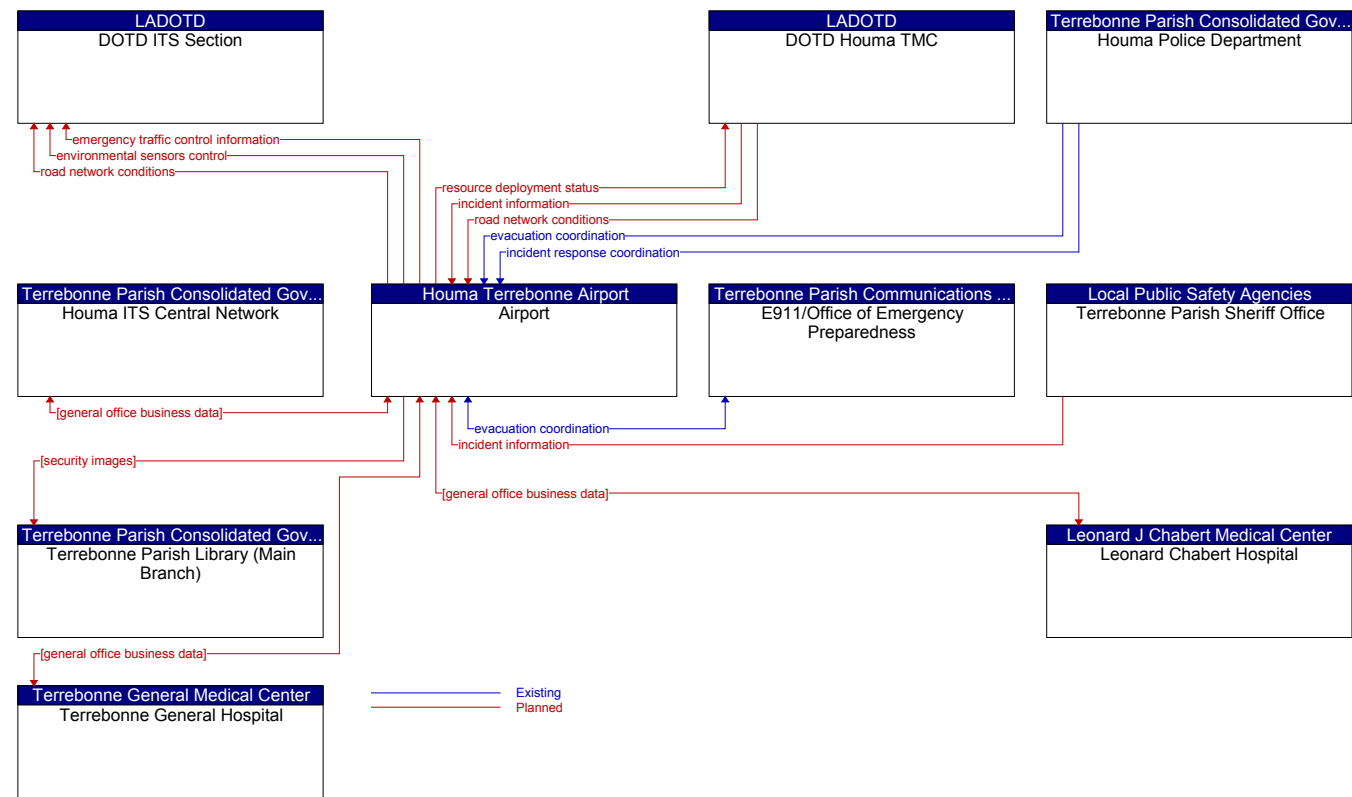 LADOTD
DOTD ITS Section
LADOTD
DOTD Houma TMC
Terrebonne Parish Consolidated Gov...
Houma Police Department
emergency traffic control information
environmental sensors control
road network conditions
resource deployment status
incident information
road network conditions
evacuation coordination
incident response coordination
Terrebonne Parish Consolidated Gov...
Houma ITS Central Network
Houma Terrebonne Airport
Airport
Terrebonne Parish Communications ...
E911/Office of Emergency
Preparedness
Local Public Safety Agencies
Terrebonne Parish Sheriff Office
[general office business data]
evacuation coordination
incident information
[security images]
[general office business data]
Terrebonne Parish Consolidated Gov...
Terrebonne Parish Library (Main
Branch)
Leonard J Chabert Medical Center
Leonard Chabert Hospital
[general office business data]
Terrebonne General Medical Center
Terrebonne General Hospital
Existing
Planned